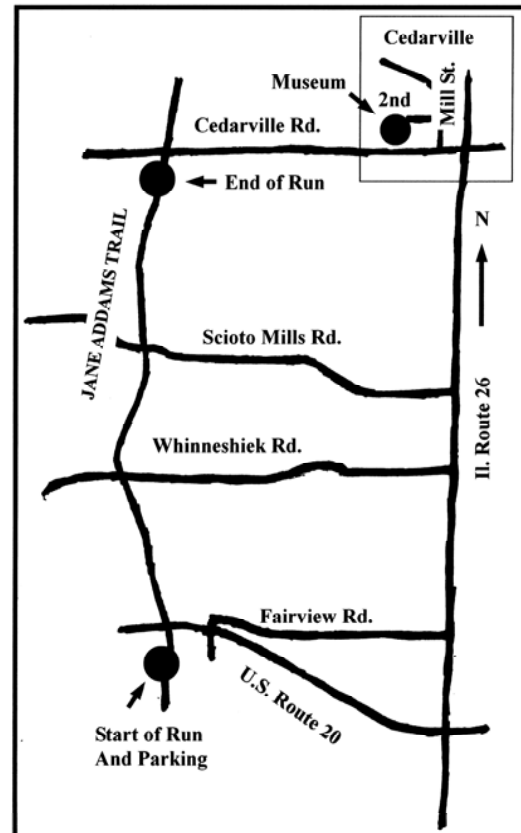 Cedarville
Museum
2nd
Mill St.
Cedarville Rd.
End of Run
N
JANE ADDAMS TRAIL
Scioto Mills Rd.
Il. Route 26
Whinneshiek Rd.
Fairview Rd.
U.S. Route 20
Start of Run
And Parking